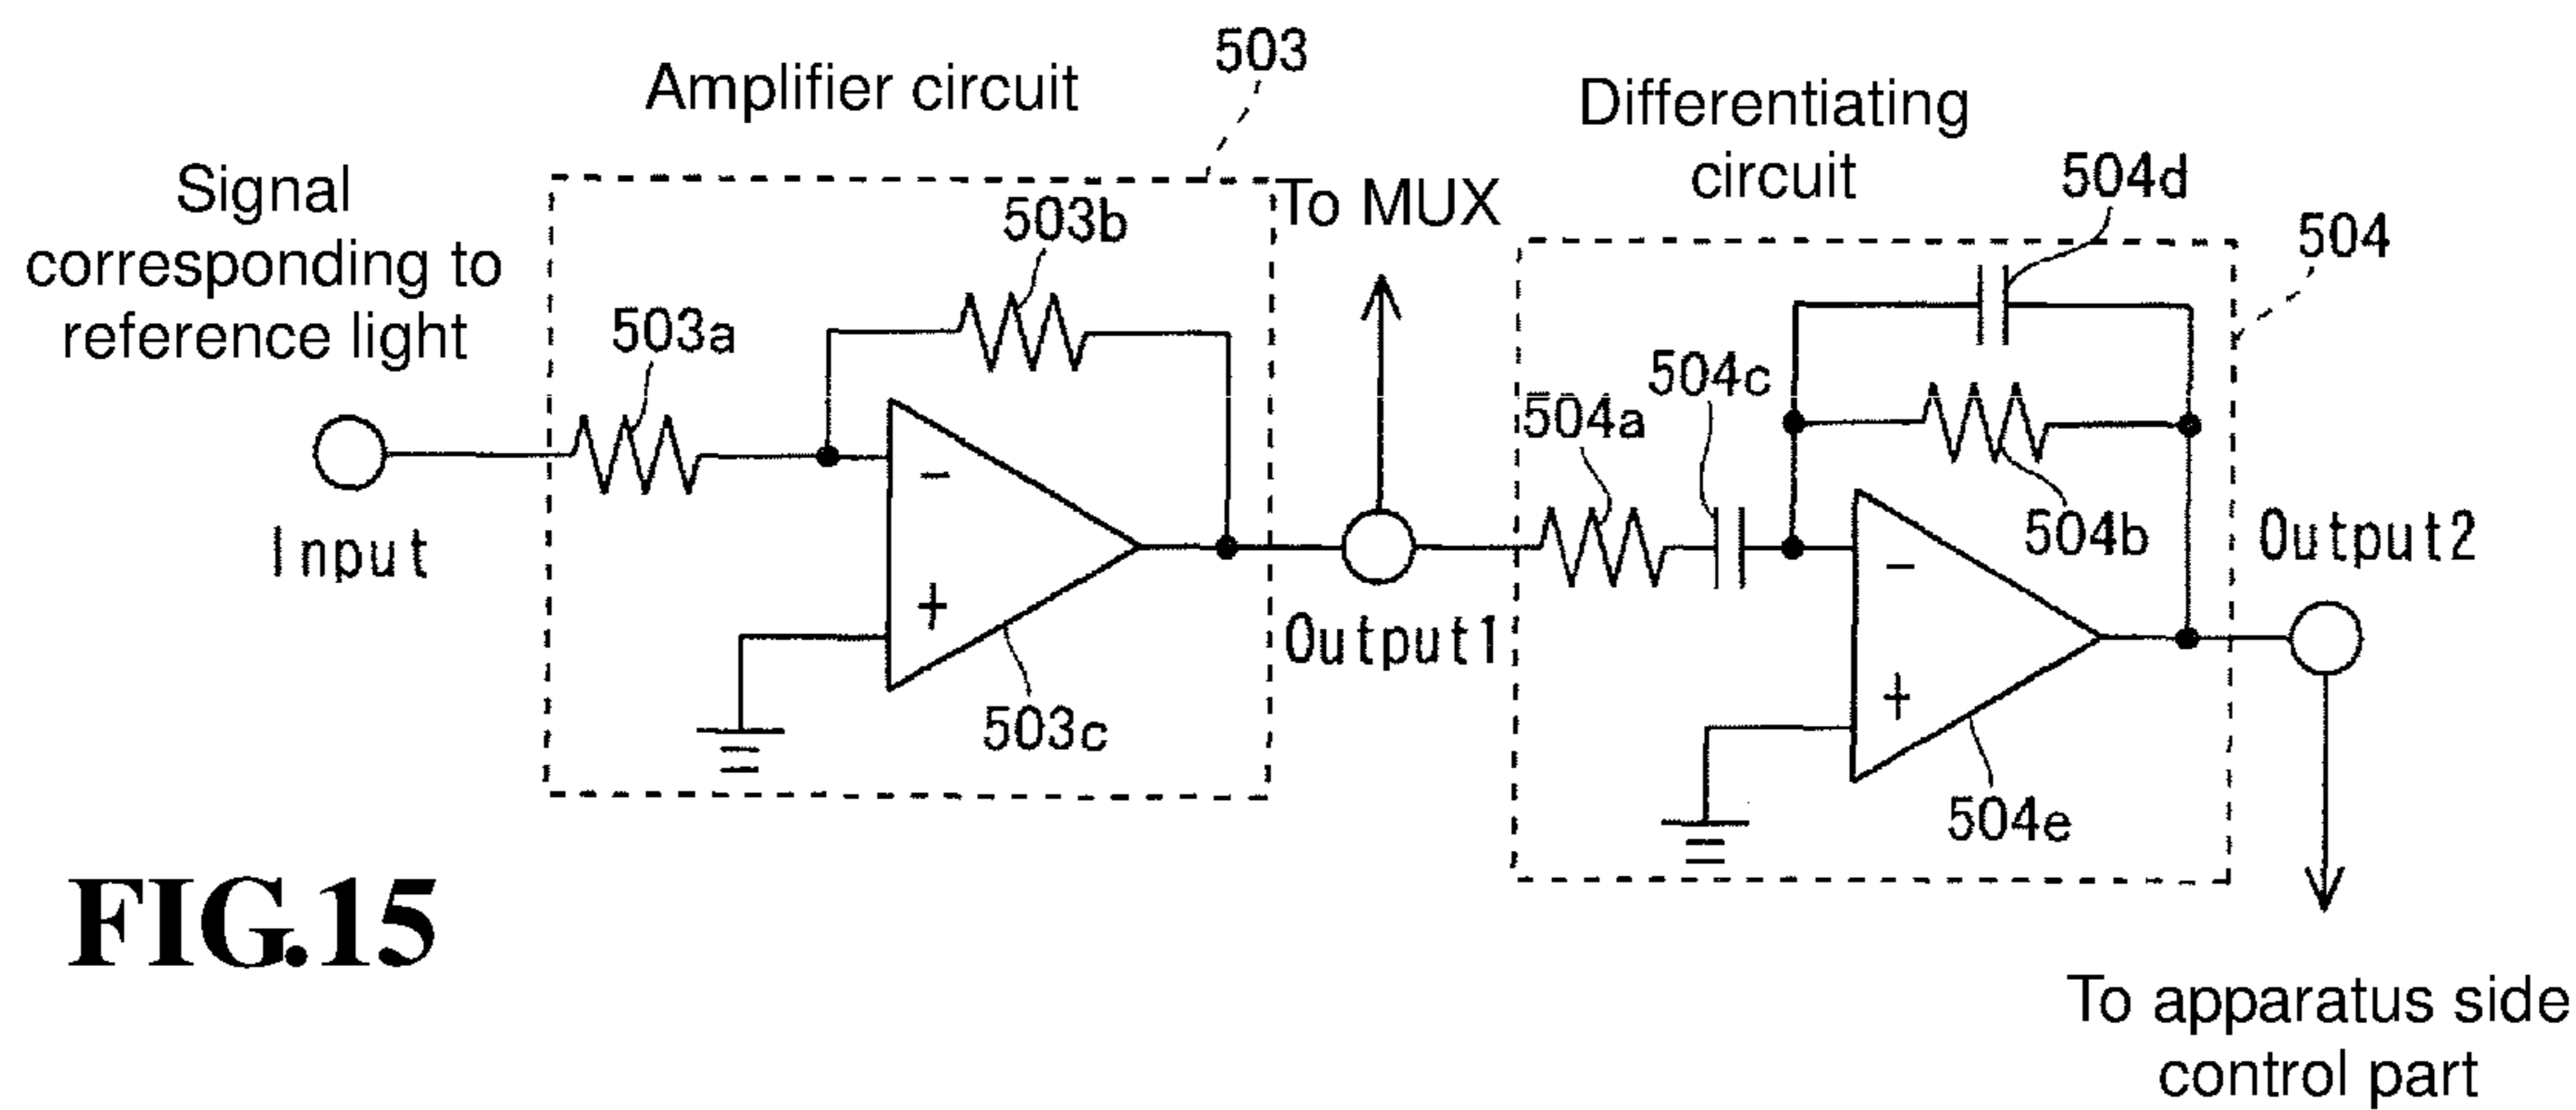 503
Amplifier circuit
Differentiating
circuit
504d
Signal
corresponding to
reference light
To MUX
503b
504
503a
504c
504a
Input
-
+
Output1
503c
504b
Output2
-
+
504e
FIG.15
To apparatus side
control part